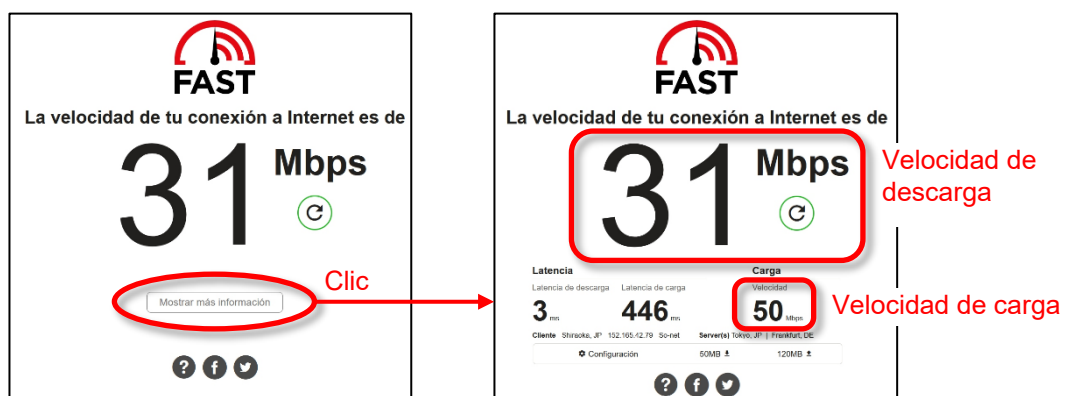 FAST
La velocidad de tu conexión a Internet es de
31 Mbps
Mostrar más información
Clic
FAST
La velocidad de tu conexión a Internet es de
31 Mbps
Velocidad de descarga
Latencia
Carga
Latencia de descarga Latencia de carga
Velocidad
3 ms
446 ms
50 Mbps
Velocidad de carga
Cliente Shiraoka, JP 152.165.42.79 So-net Server(s) Tokyo, JP | Frankfurt, DE
Configuración 50MB 120MB